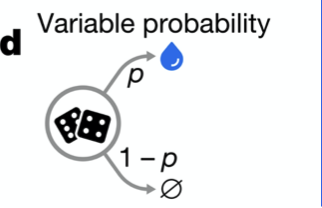 d
Variable probability
p
1 – p
∅